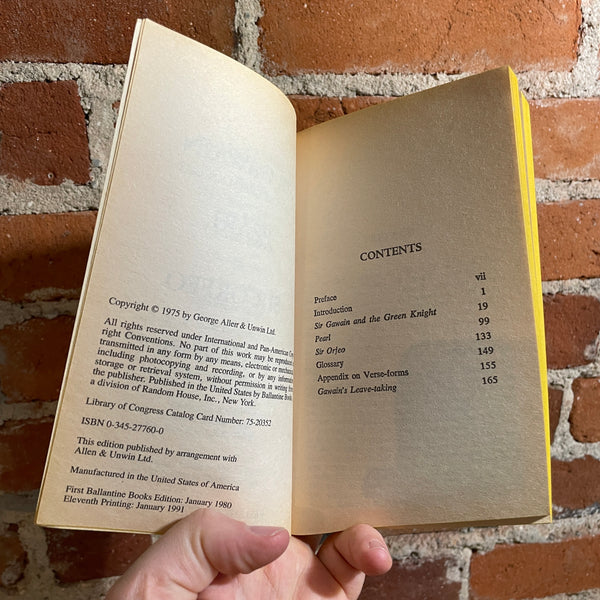 Copyright © 1975 by George Allen & Unwin Ltd.
All rights reserved under International and Pan-American
right Conventions. No part of this work may be reproduced
transmitted in any form by any means, electronic or
including photocopying and recording, or by any
storage or retrieval system, without permission in writing
the publisher. Published in the United States by Ballantine
a division of Random House, Inc., New York.
Library of Congress Catalog Card Number: 75-20352
ISBN 0-345-27760-0
This edition published by arrangement with
Allen & Unwin Ltd.
Manufactured in the United States of America
First Ballantine Books Edition: January 1980
Eleventh Printing: January 1991
CONTENTS
Preface vii
Introduction 1
Sir Gawain and the Green Knight 19
Pearl 99
Sir Orfeo 133
Glossary 149
Appendix on Verse-forms 155
Gawain's Leave-taking 165